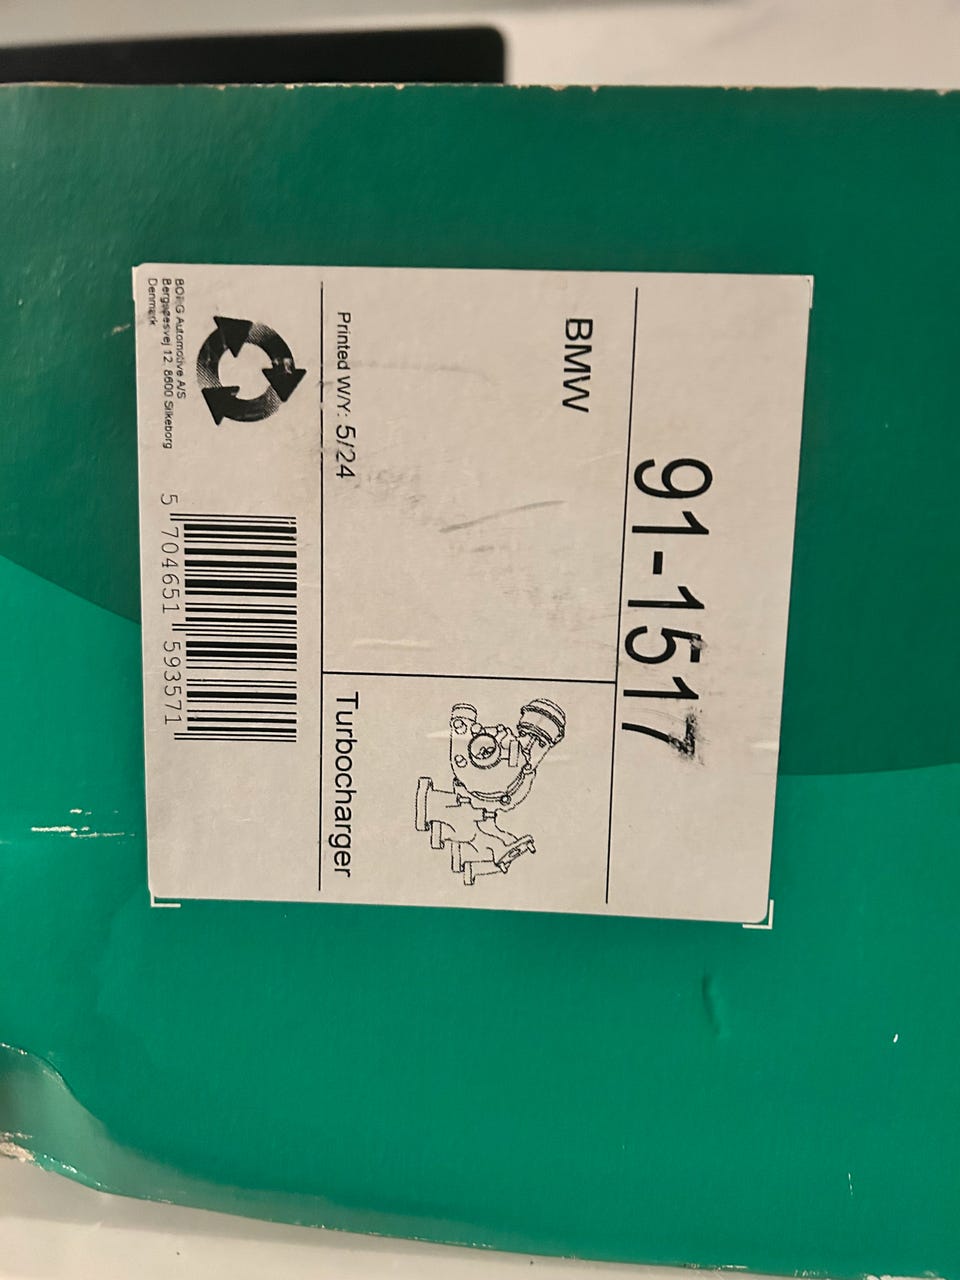 91-1517
BMW
Printed W/Y: 5/24
Turbocharger
BORG Automotive A/S
Bergsøesvej 12, 8600 Silkeborg
Denmark
5 704651 593571